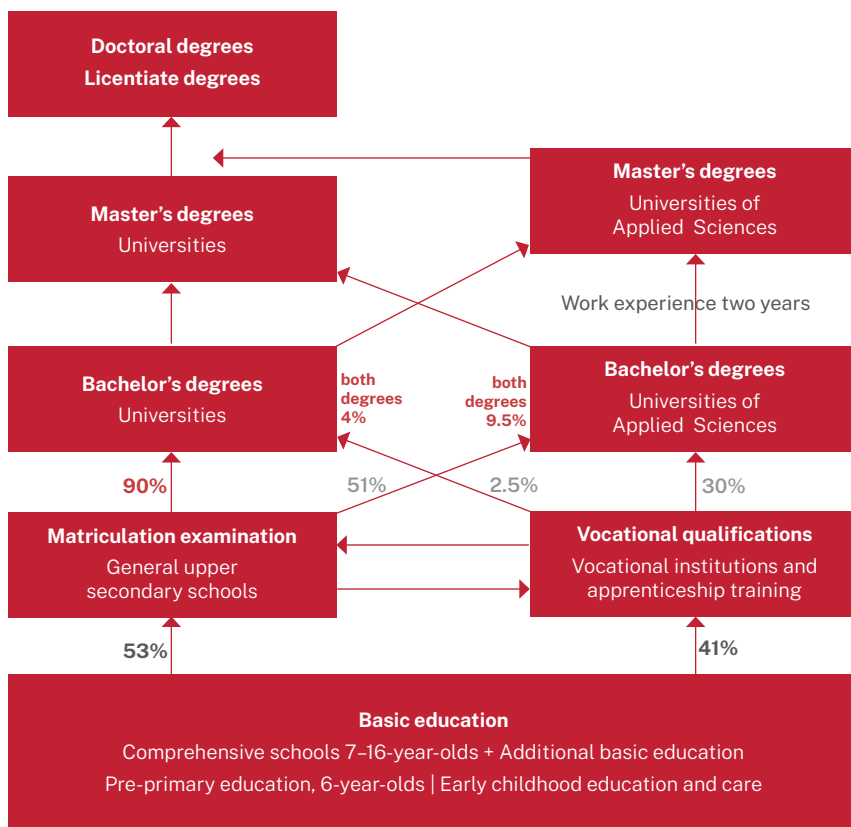 Doctoral degrees
Licentiate degrees
Master's degrees
Universities
Master's degrees
Universities of
Applied Sciences
Work experience two years
Bachelor's degrees
Universities
both
degrees
4%
both
degrees
9.5%
Bachelor's degrees
Universities of
Applied Sciences
90%
51%
2.5%
30%
Matriculation examination
General upper
secondary schools
Vocational qualifications
Vocational institutions and
apprenticeship training
53%
41%
Basic education
Comprehensive schools 7–16-year-olds + Additional basic education
Pre-primary education, 6-year-olds | Early childhood education and care